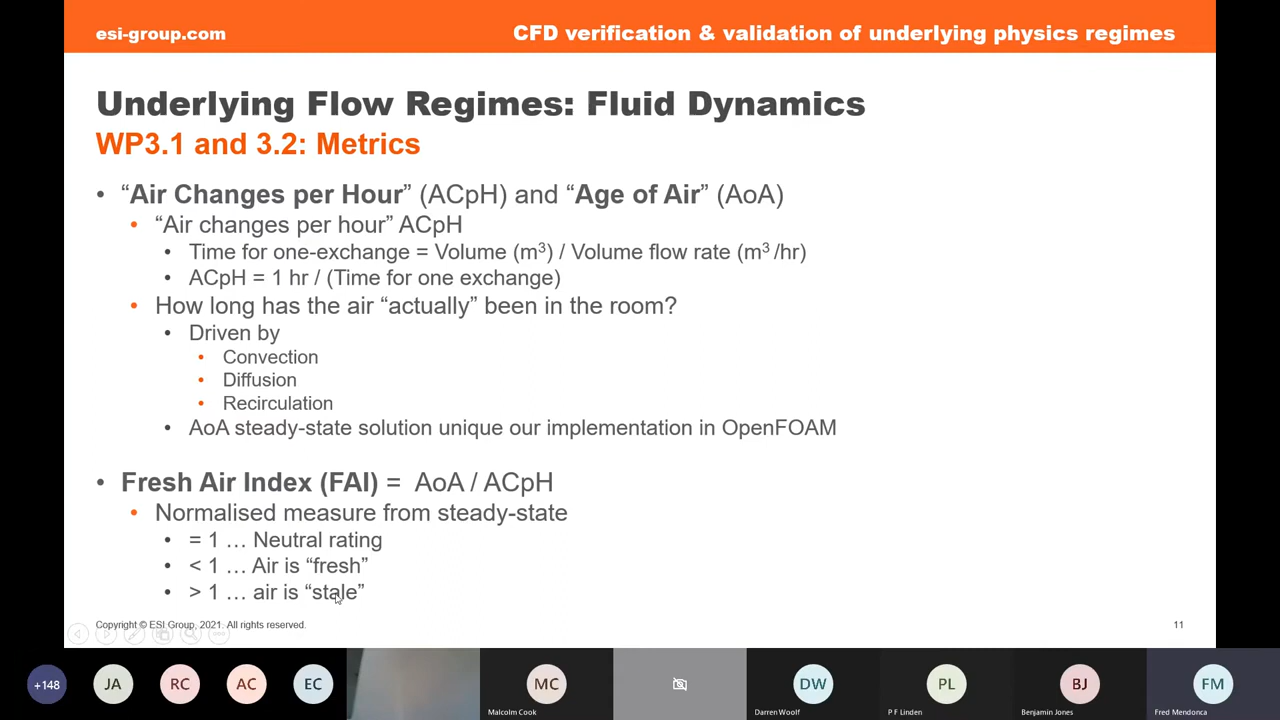 esi-group.com
CFD verification & validation of underlying physics regimes
Underlying Flow Regimes: Fluid Dynamics
WP3.1 and 3.2: Metrics
• “Air Changes per Hour” (ACpH) and “Age of Air” (AoA)
• “Air changes per hour” ACpH
• Time for one-exchange = Volume (m³) / Volume flow rate (m³ /hr)
• ACpH = 1 hr / (Time for one exchange)
• How long has the air “actually” been in the room?
• Driven by
• Convection
• Diffusion
• Recirculation
• AoA steady-state solution unique our implementation in OpenFOAM
• Fresh Air Index (FAI) = AoA / ACpH
• Normalised measure from steady-state
• = 1 … Neutral rating
• < 1 … Air is “fresh”
• > 1 … air is “stale”
Copyright © ESI Group, 2021. All rights reserved.
11
+148
JA
RC
AC
EC
MC
Malcolm Cook
DW
Darren Woolf
PL
P F Linden
BJ
Benjamin Jones
FM
Fred Mendonca